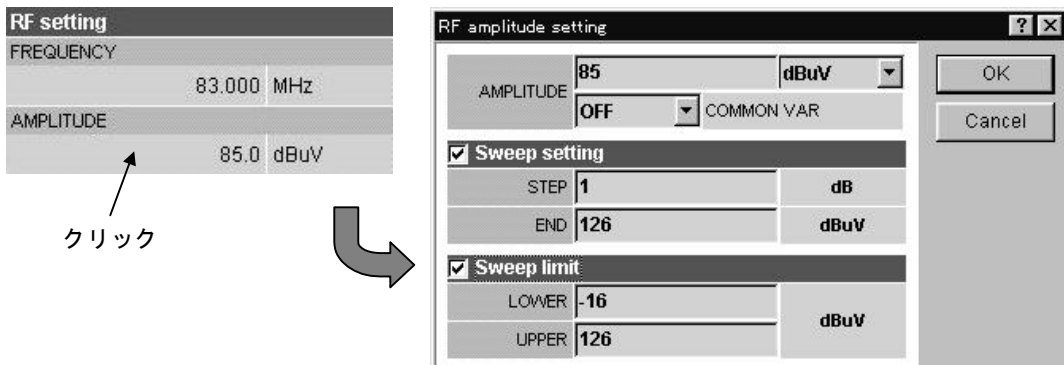 RF setting
FREQUENCY
83.000 MHz
AMPLITUDE
85.0 dBuV
クリック
RF amplitude setting
AMPLITUDE 85 dBuV
OFF COMMON VAR
OK
Cancel
Sweep setting
STEP 1 dB
END 126 dBuV
Sweep limit
LOWER -16
dBuV
UPPER 126